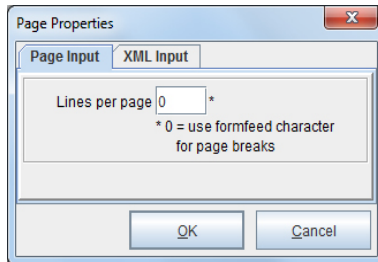 Page Properties
Page Input XML Input
Lines per page 0 *
* 0 = use formfeed character
for page breaks
OK Cancel